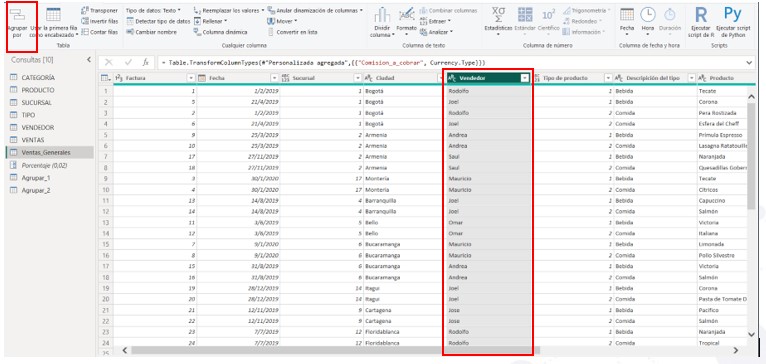 Agrupar por
Usar la primera fila como encabezado
Transponer
Invertir filas
Contar filas
Tabla
Tipo de datos: Texto
Detectar tipo de datos
Cambiar nombre
Reemplazar los valores
Rellenar
Columna dinámica
Anular dinamización de columnas
Mover
Convertir en lista
Cualquier columna
Dividir columna
Formato
Combinar columnas
Extraer
Analizar
Columna de texto
Estadísticas
Estándar
Científico
Trigonometría
Redondeo
Información
Columna de número
Fecha
Hora
Duración
Columna de fecha y hora
Ejecutar script de R
Ejecutar script de Python
Scripts
Consultas [10]
CATEGORÍA
PRODUCTO
SUCURSAL
TIPO
VENDEDOR
VENTAS
Ventas_Generales
Porcentaje (0,02)
Agrupar_1
Agrupar_2
= Table.TransformColumnTypes(#"Personalizada agregada",{{"Comision_a_cobrar", Currency.Type}})
Factura Fecha Sucursal Ciudad Vendedor Tipo de producto Descripición del tipo Producto
1 1 1/2/2019 1 Bogotá Rodolfo 1 Bebida Tecate
2 5 21/4/2019 1 Bogotá Joel 1 Bebida Corona
3 2 1/2/2019 1 Bogotá Rodolfo 2 Comida Pera Rostizada
4 6 21/4/2019 1 Bogotá Joel 2 Comida Esfera del Cheff
5 9 25/3/2019 2 Armenia Andrea 1 Bebida Prímula Espresso
6 10 25/3/2019 2 Armenia Andrea 2 Comida Lasagna Ratatouille
7 17 27/11/2019 2 Armenia Saul 1 Bebida Naranjada
8 18 27/11/2019 2 Armenia Saul 2 Comida Quesadillas Gobern
9 3 30/1/2020 17 Montería Mauricio 1 Bebida Tecate
10 4 30/1/2020 17 Montería Mauricio 2 Comida Cítricos
11 13 14/8/2019 4 Barranquilla Joel 1 Bebida Capuzzino
12 14 14/8/2019 4 Barranquilla Joel 2 Comida Salmón
13 11 3/6/2019 5 Bello Omar 1 Bebida Victoria
14 12 3/6/2019 5 Bello Omar 2 Comida Italiana
15 7 9/1/2020 6 Bucaramanga Mauricio 1 Bebida Limonada
16 8 9/1/2020 6 Bucaramanga Mauricio 2 Comida Pollo Silvestre
17 15 31/8/2019 6 Bucaramanga Andrea 1 Bebida Victoria
18 16 31/8/2019 6 Bucaramanga Andrea 2 Comida Salmón
19 19 28/12/2019 14 Itagui Joel 1 Bebida Corona
20 20 28/12/2019 14 Itagui Joel 2 Comida Pasta de Tomate D
21 21 12/11/2019 9 Cartagena Jose 1 Bebida Pacífico
22 22 12/11/2019 9 Cartagena Jose 2 Comida Salmón
23 23 7/7/2019 12 Floridablanca Rodolfo 1 Bebida Naranjada
24 24 7/7/2019 12 Floridablanca Rodolfo 2 Comida Tropical